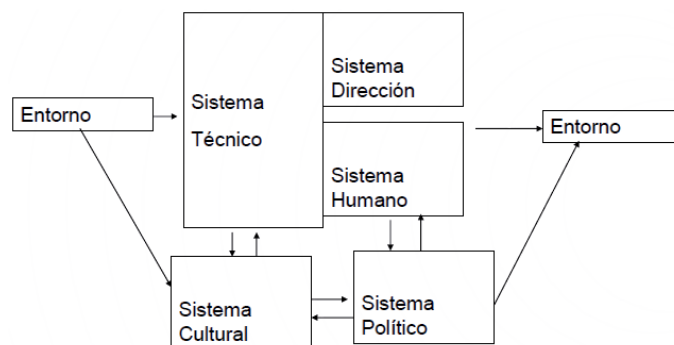 Entorno
Sistema
Técnico
Sistema
Dirección
Sistema
Humano
Entorno
Sistema
Cultural
Sistema
Político